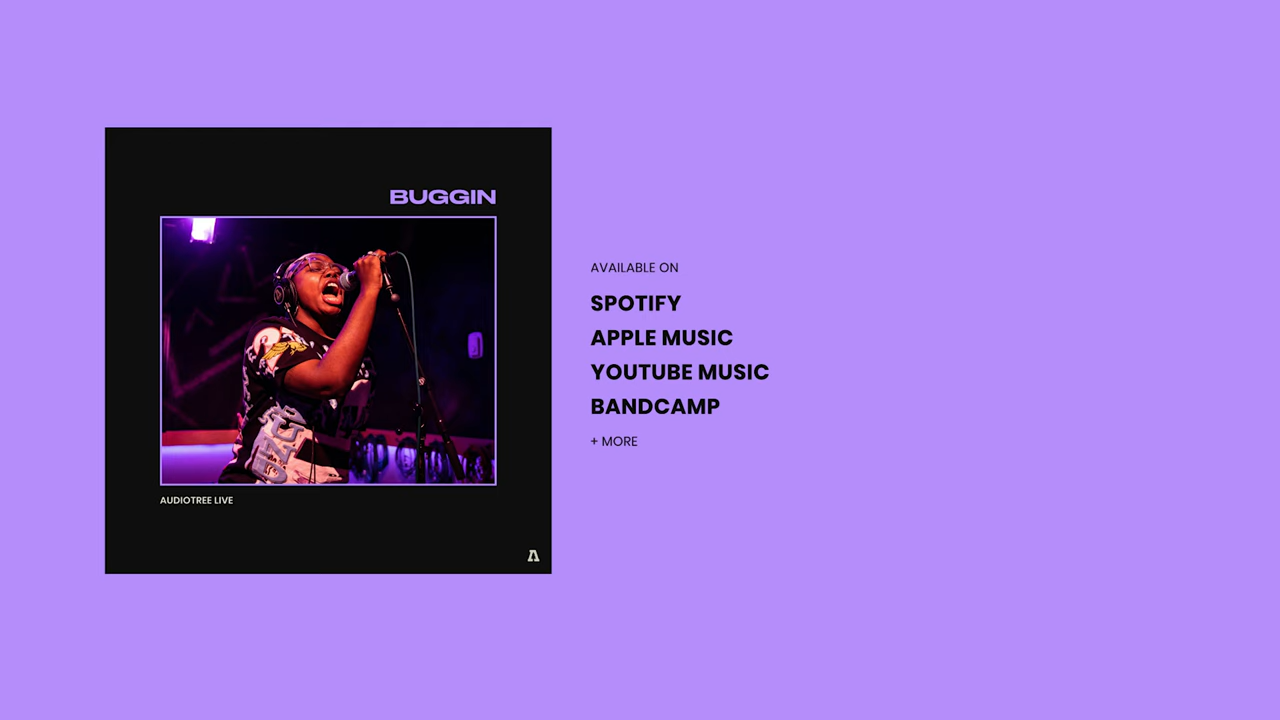 BUGGIN
AUDIOTREE LIVE
AVAILABLE ON
SPOTIFY
APPLE MUSIC
YOUTUBE MUSIC
BANDCAMP
+ MORE